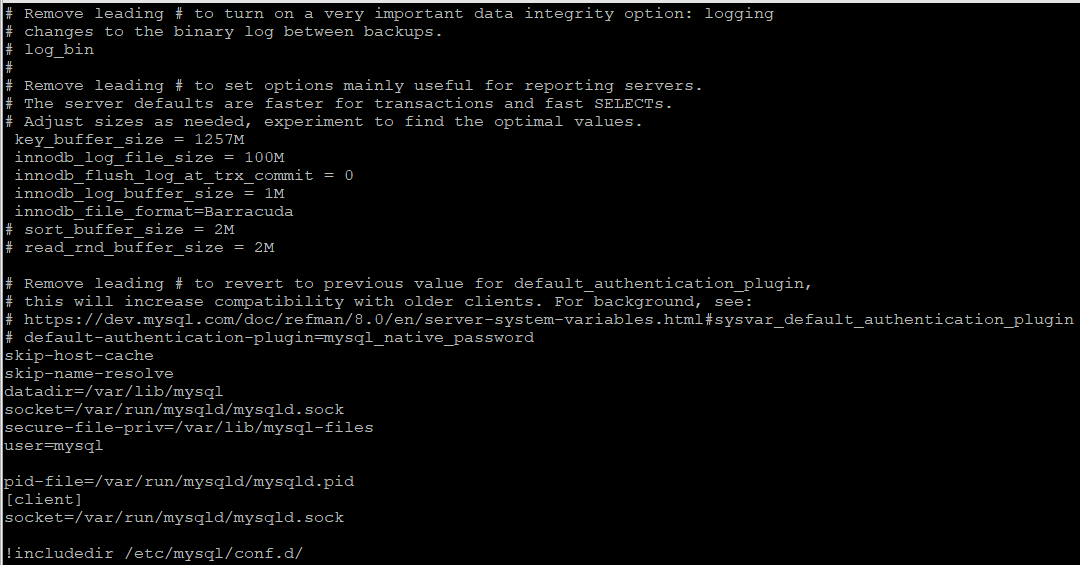 # Remove leading # to turn on a very important data integrity option: logging
# changes to the binary log between backups.
# log_bin
#
# Remove leading # to set options mainly useful for reporting servers.
# The server defaults are faster for transactions and fast SELECTs.
# Adjust sizes as needed, experiment to find the optimal values.
 key_buffer_size = 1257M
 innodb_log_file_size = 100M
 innodb_flush_log_at_trx_commit = 0
 innodb_log_buffer_size = 1M
 innodb_file_format=Barracuda
# sort_buffer_size = 2M
# read_rnd_buffer_size = 2M

# Remove leading # to revert to previous value for default_authentication_plugin,
# this will increase compatibility with older clients. For background, see:
# https://dev.mysql.com/doc/refman/8.0/en/server-system-variables.html#sysvar_default_authentication_plugin
# default-authentication-plugin=mysql_native_password
skip-host-cache
skip-name-resolve
datadir=/var/lib/mysql
socket=/var/run/mysqld/mysqld.sock
secure-file-priv=/var/lib/mysql-files
user=mysql

pid-file=/var/run/mysqld/mysqld.pid
[client]
socket=/var/run/mysqld/mysqld.sock

!includedir /etc/mysql/conf.d/